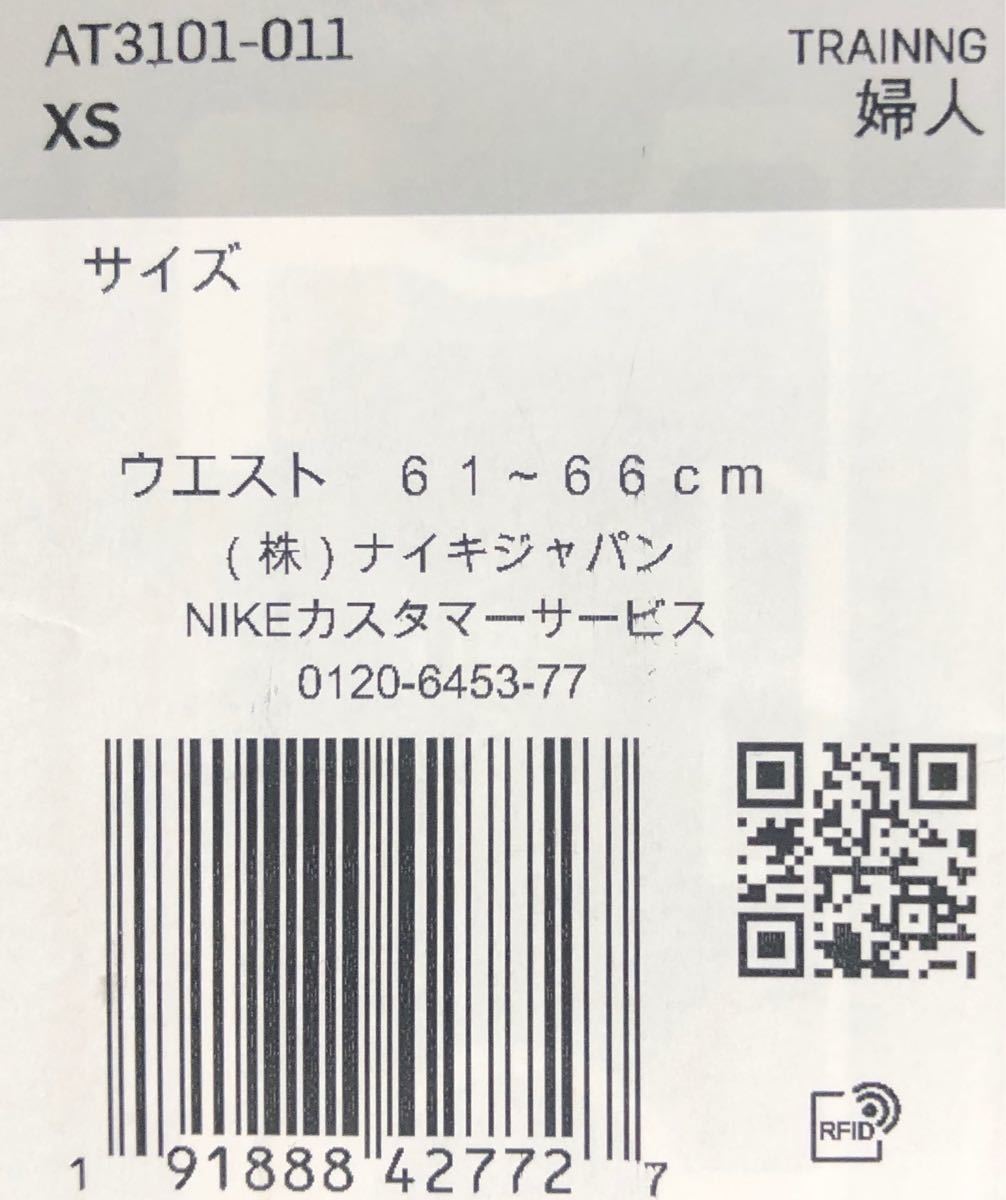 AT3101-011
TRAINNG
XS
婦人
サイズ
ウエスト　６１~６６ｃｍ
(株)ナイキジャパン
NIKEカスタマーサービス
0120-6453-77
1 91888 42772 7
RFID